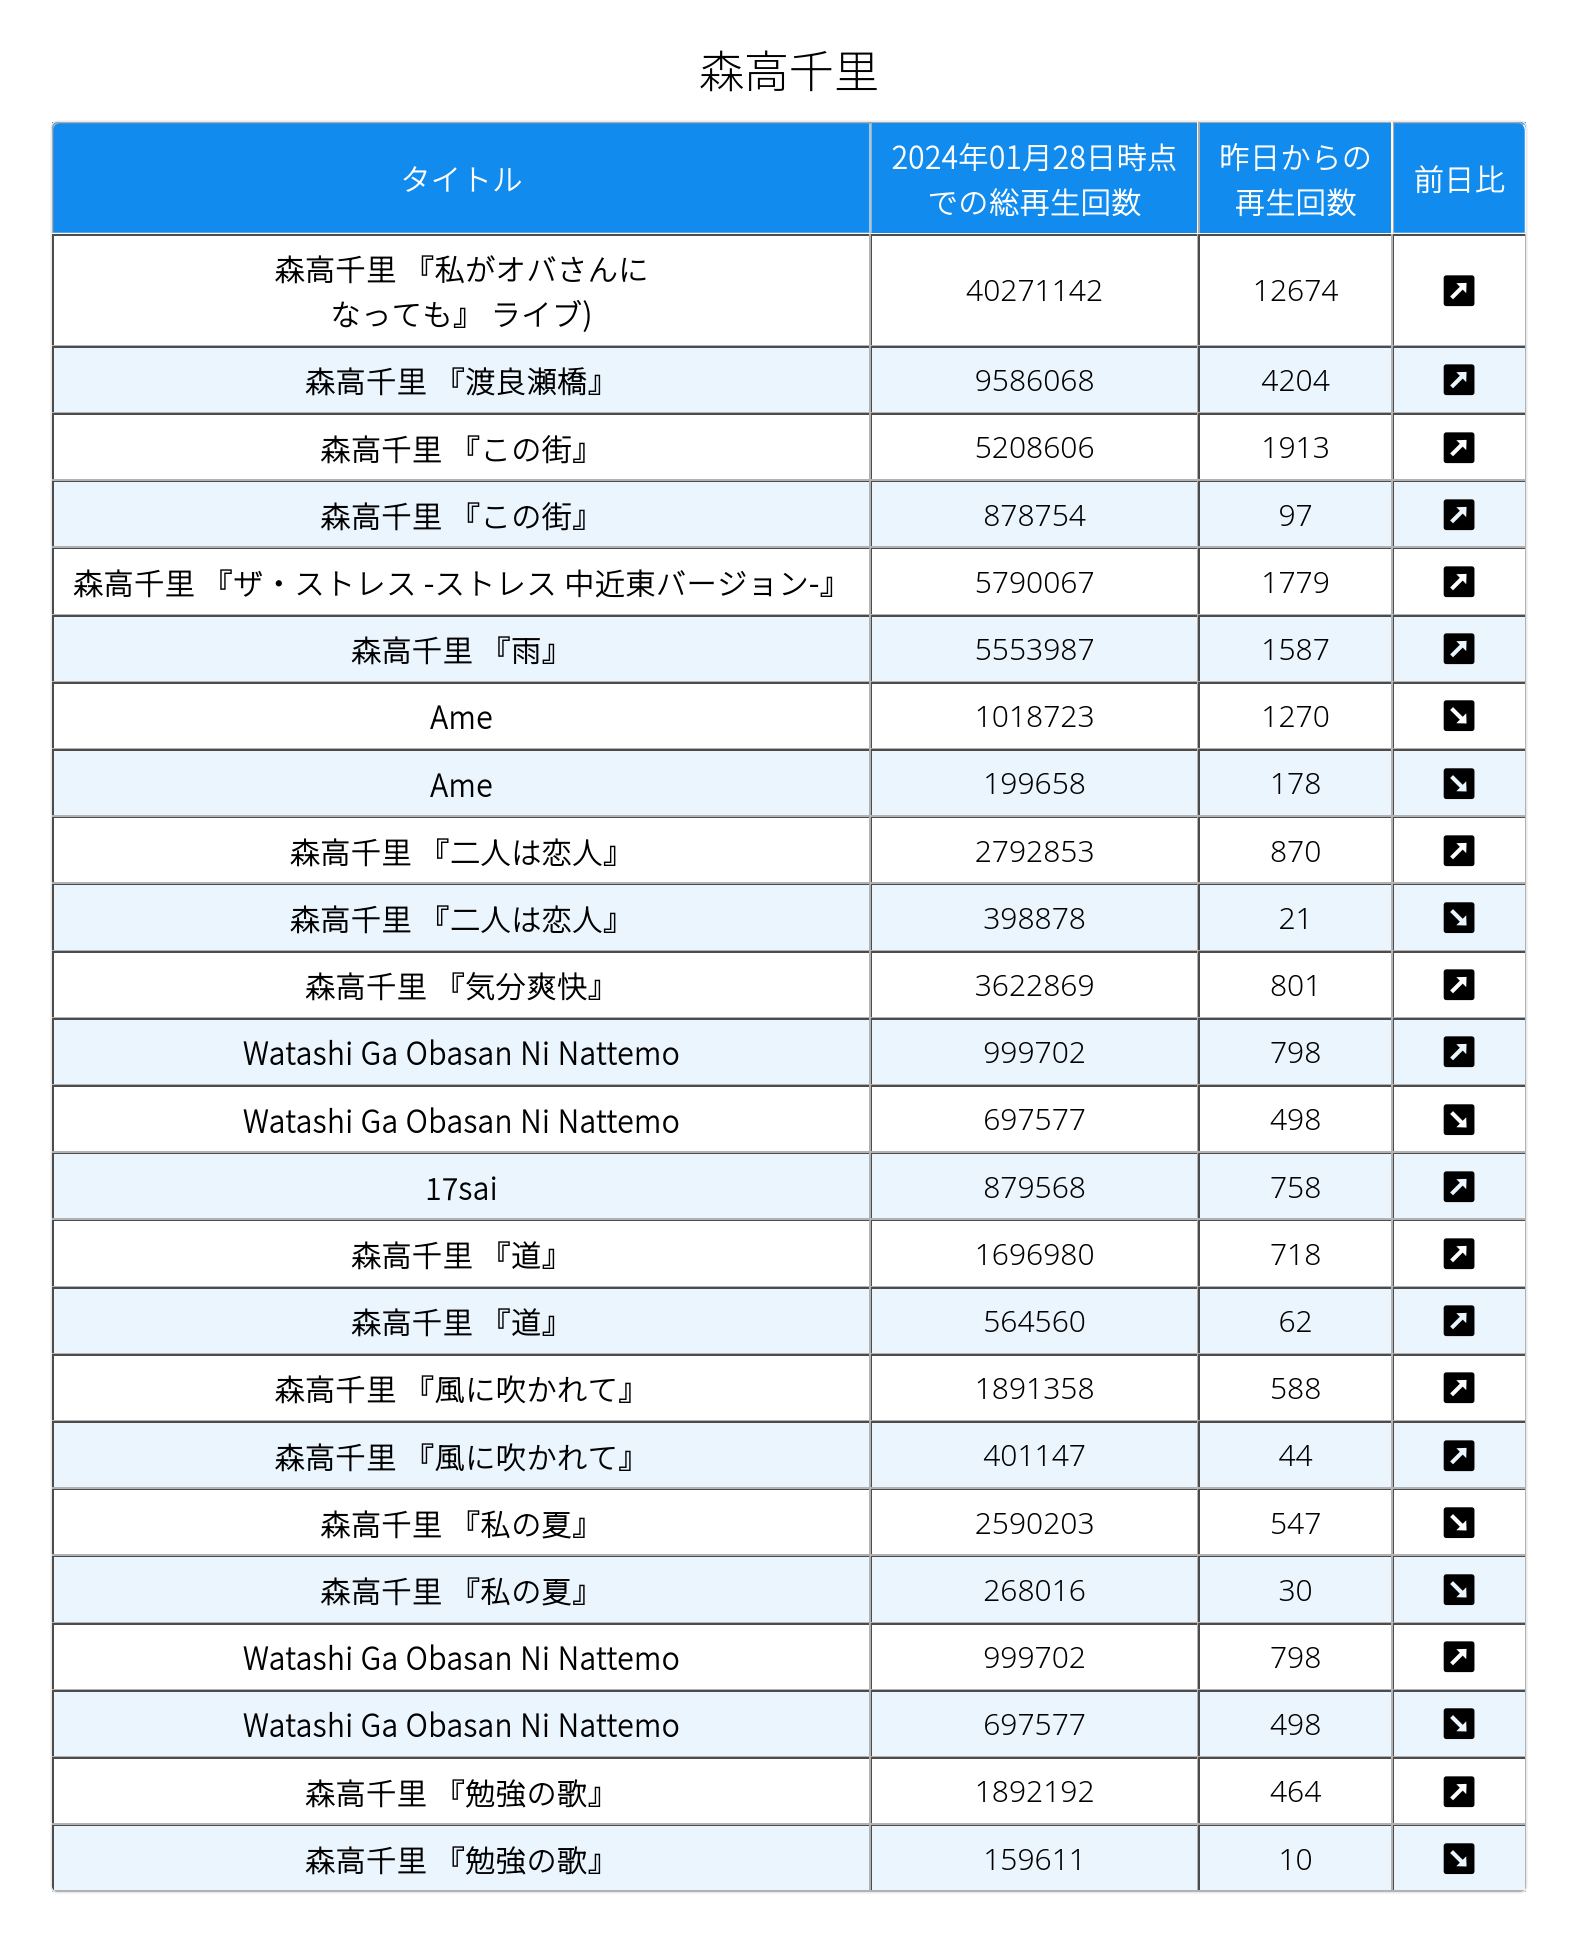 森高千里
タイトル
2024年01月28日時点
での総再生回数
昨日からの
再生回数
前日比
森高千里 『私がオバさんに
なっても』 ライブ)
40271142
12674
森高千里 『渡良瀬橋』
9586068
4204
森高千里 『この街』
5208606
1913
森高千里 『この街』
878754
97
森高千里 『ザ・ストレス -ストレス 中近東バージョン-』
5790067
1779
森高千里 『雨』
5553987
1587
Ame
1018723
1270
Ame
199658
178
森高千里 『二人は恋人』
2792853
870
森高千里 『二人は恋人』
398878
21
森高千里 『気分爽快』
3622869
801
Watashi Ga Obasan Ni Nattemo
999702
798
Watashi Ga Obasan Ni Nattemo
697577
498
17sai
879568
758
森高千里 『道』
1696980
718
森高千里 『道』
564560
62
森高千里 『風に吹かれて』
1891358
588
森高千里 『風に吹かれて』
401147
44
森高千里 『私の夏』
2590203
547
森高千里 『私の夏』
268016
30
Watashi Ga Obasan Ni Nattemo
999702
798
Watashi Ga Obasan Ni Nattemo
697577
498
森高千里 『勉強の歌』
1892192
464
森高千里 『勉強の歌』
159611
10